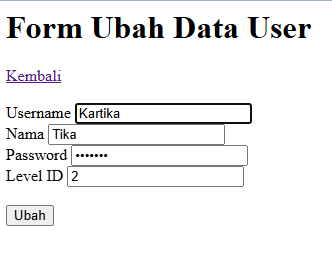 Form Ubah Data User
Kembali
Username Kartika
Nama Tika
Password •••••••
Level ID 2
Ubah